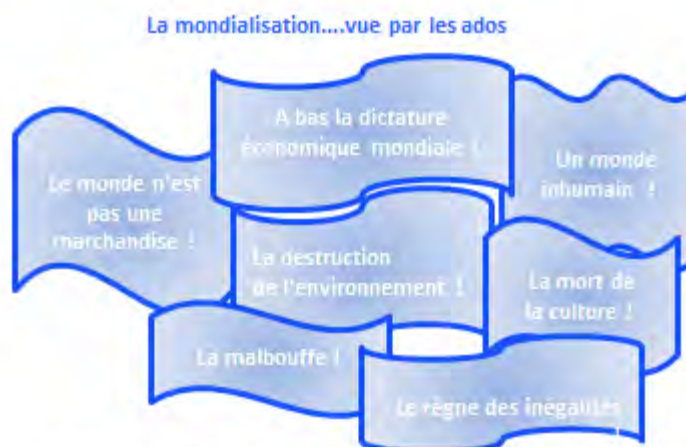 La mondialisation....vue par les ados
A bas la dictature
économique mondiale !
Le monde n'est
pas une
marchandise !
Un monde
inhumain !
La destruction
de l'environnement !
La mort de
la culture !
La malbouffe !
Le règne des inégalités
!